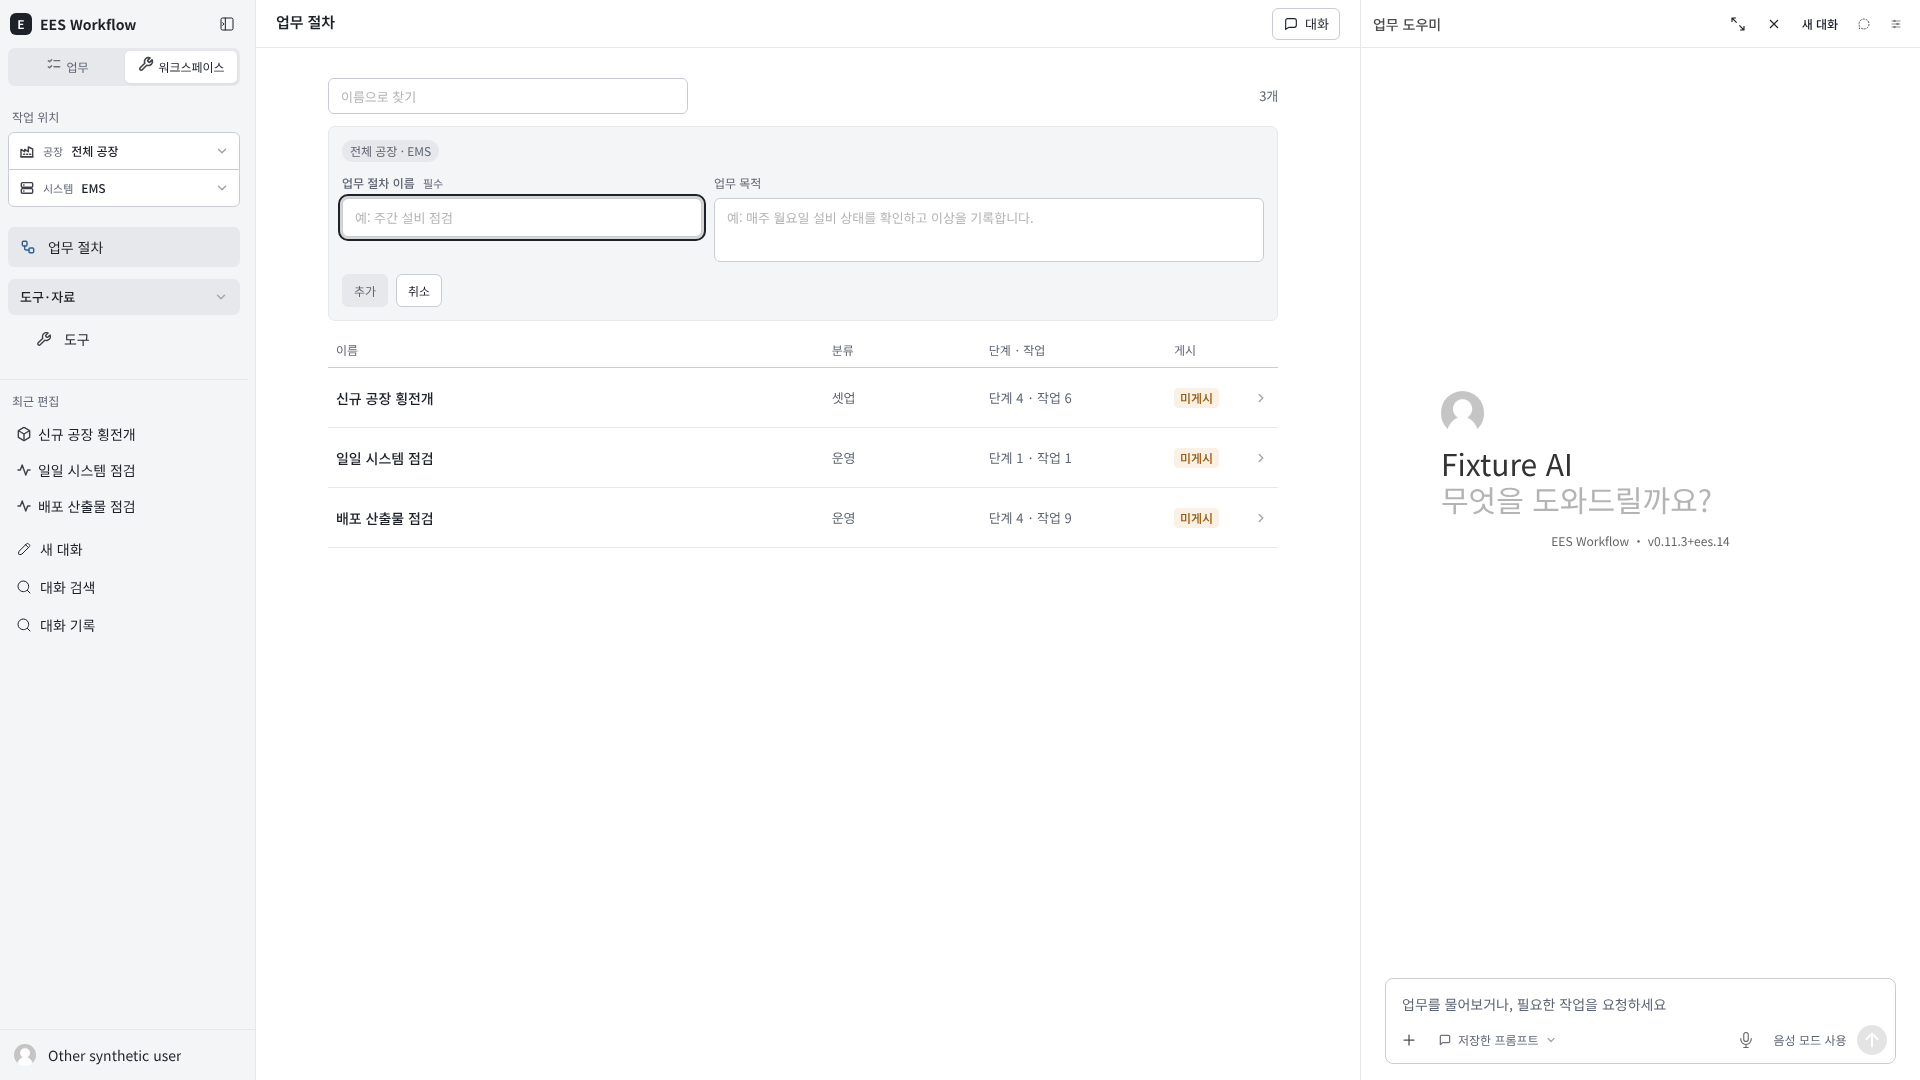 E EES Workflow
업무 워크스페이스
작업 위치
공장 전체 공장
시스템 EMS
업무 절차
도구·자료
도구
최근 편집
신규 공장 횡전개
일일 시스템 점검
배포 산출물 점검
새 대화
대화 검색
대화 기록
Other synthetic user
업무 절차
대화
이름으로 찾기
3개
전체 공장 · EMS
업무 절차 이름 필수
예: 주간 설비 점검
업무 목적
예: 매주 월요일 설비 상태를 확인하고 이상을 기록합니다.
추가 취소
이름 분류 단계 · 작업 게시
신규 공장 횡전개 셋업 단계 4 · 작업 6 미게시
일일 시스템 점검 운영 단계 1 · 작업 1 미게시
배포 산출물 점검 운영 단계 4 · 작업 9 미게시
업무 도우미
새 대화
Fixture AI
무엇을 도와드릴까요?
EES Workflow • v0.11.3+ees.14
업무를 물어보거나, 필요한 작업을 요청하세요
저장한 프롬프트
음성 모드 사용